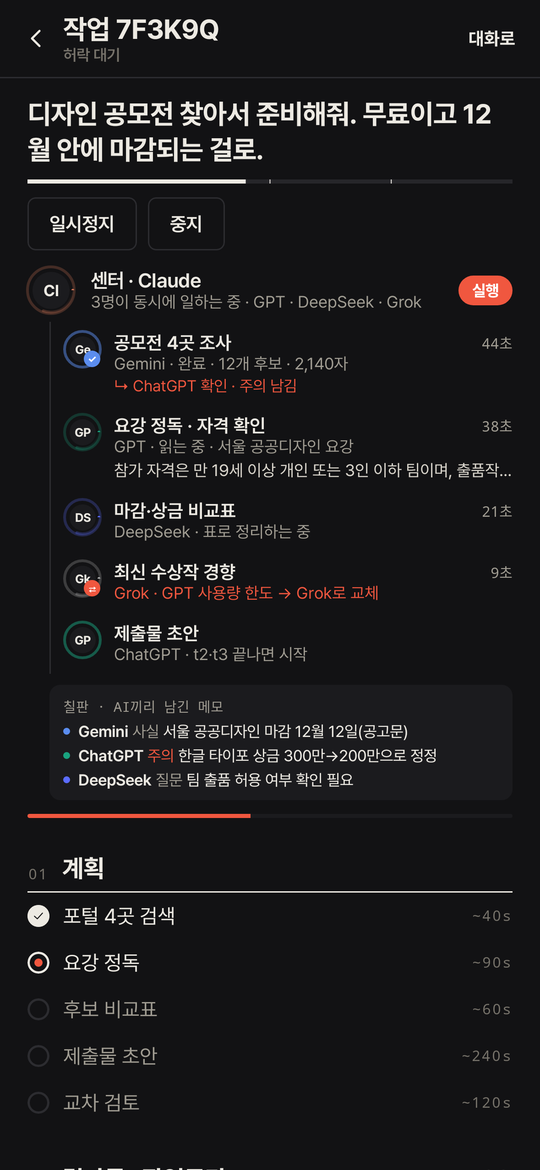 작업 7F3K9Q
허락 대기
대화로
디자인 공모전 찾아서 준비해줘. 무료이고 12
월 안에 마감되는 걸로.
일시정지
중지
Cl
센터 · Claude
3명이 동시에 일하는 중 · GPT · DeepSeek · Grok
실행
Ge
공모전 4곳 조사
44초
Gemini · 완료 · 12개 후보 · 2,140자
↳ ChatGPT 확인 · 주의 남김
GP
요강 정독 · 자격 확인
38초
GPT · 읽는 중 · 서울 공공디자인 요강
참가 자격은 만 19세 이상 개인 또는 3인 이하 팀이며, 출품작...
DS
마감·상금 비교표
21초
DeepSeek · 표로 정리하는 중
Gk
최신 수상작 경향
9초
Grok · GPT 사용량 한도 → Grok로 교체
GP
제출물 초안
ChatGPT · t2·t3 끝나면 시작
칠판 · AI끼리 남긴 메모
Gemini 사실 서울 공공디자인 마감 12월 12일(공고문)
ChatGPT 주의 한글 타이포 상금 300만→200만으로 정정
DeepSeek 질문 팀 출품 허용 여부 확인 필요
01 계획
포털 4곳 검색
~40s
요강 정독
~90s
후보 비교표
~60s
제출물 초안
~240s
교차 검토
~120s